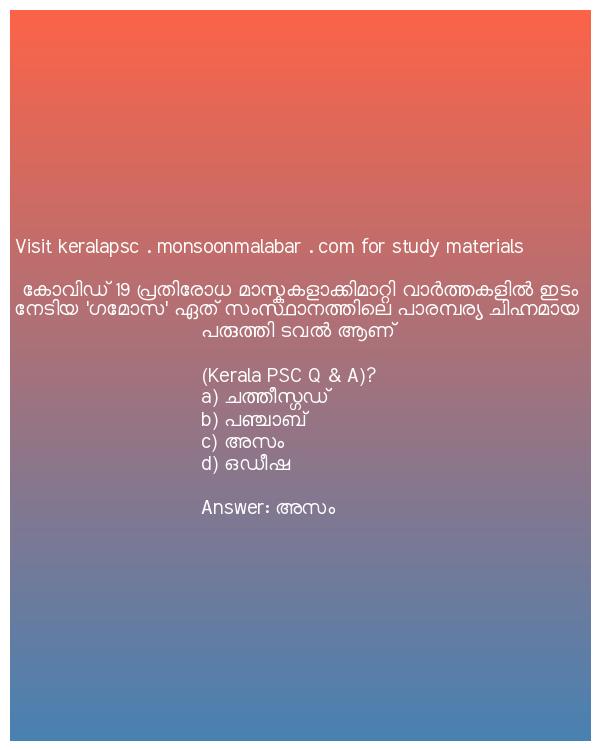 Visit keralapsc . monsoonmalabar . com for study materials
കോവിഡ് 19 പ്രതിരോധ മാസ്കുകളാക്കിമാറ്റി വാർത്തകളിൽ ഇടം
നേടിയ 'ഗമോസ' ഏത് സംസ്ഥാനത്തിലെ പാരമ്പര്യ ചിഹ്നമായ
പരുത്തി ടവൽ ആണ്
(Kerala PSC Q & A)?
a) ചത്തീസ്ഗഡ്
b) പഞ്ചാബ്
c) അസം
d) ഒഡീഷ
Answer: അസം